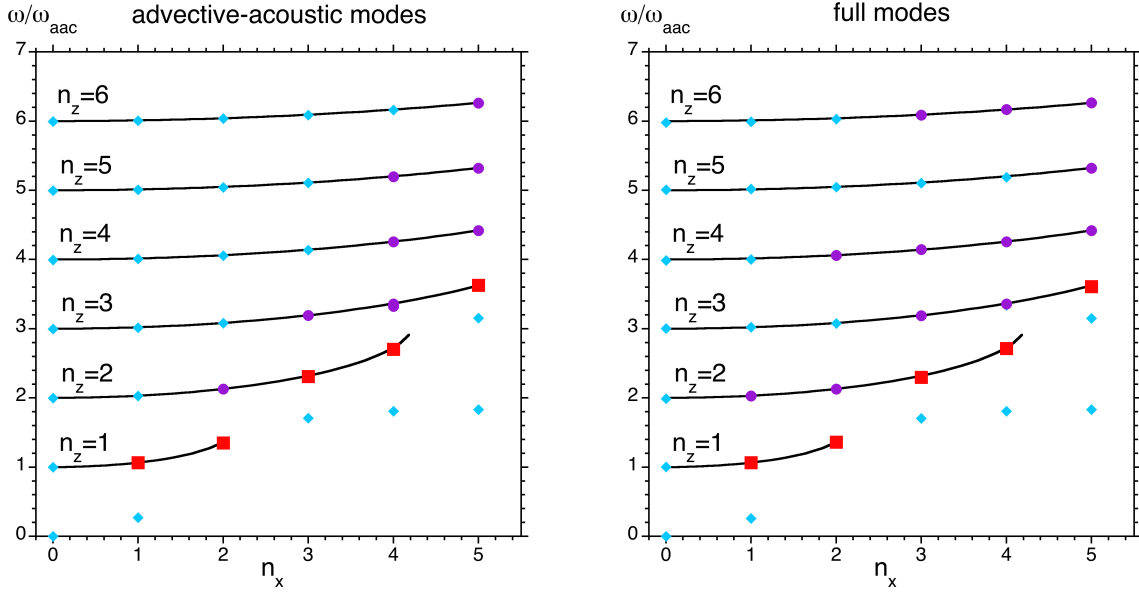 advective-acoustic modes
ω/ω_aac
7
6
5
4
3
2
1
0
n_z=6
n_z=5
n_z=4
n_z=3
n_z=2
n_z=1
0 1 2 3 4 5
n_x
full modes
ω/ω_aac
7
6
5
4
3
2
1
0
n_z=6
n_z=5
n_z=4
n_z=3
n_z=2
n_z=1
0 1 2 3 4 5
n_x